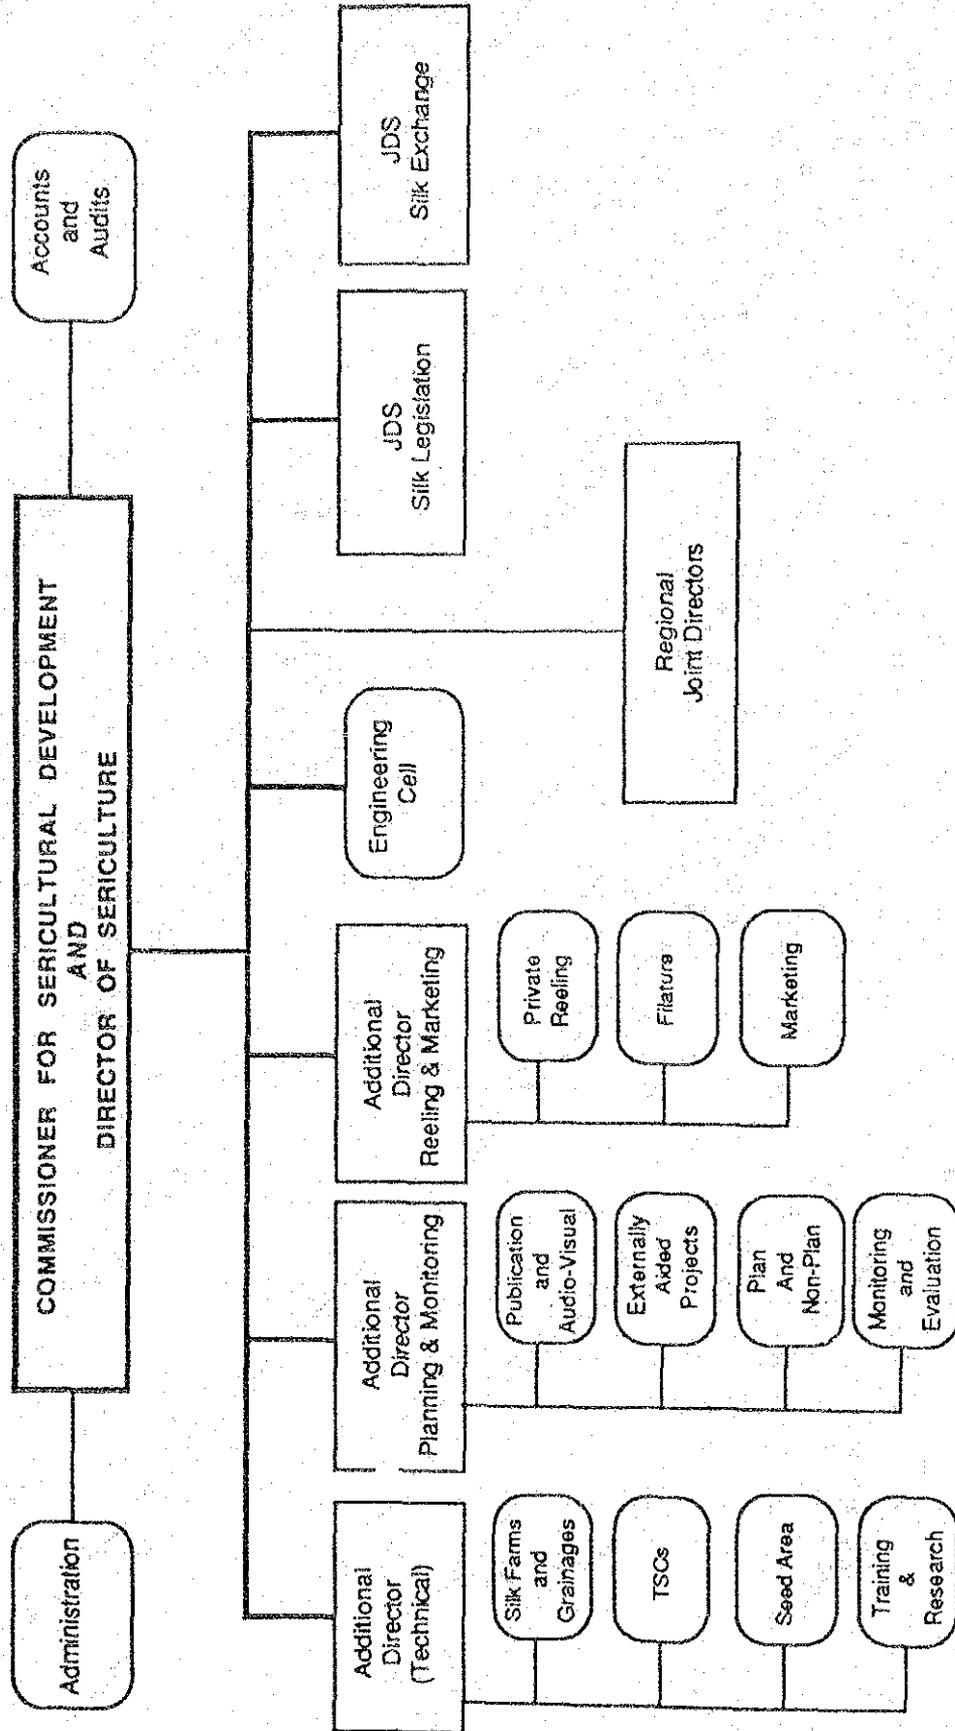 COMMISSIONER FOR SERICULTURAL DEVELOPMENT
AND
DIRECTOR OF SERICULTURE
Administration
Accounts
and
Audits
Additional
Director
(Technical)
Silk Farms
and
Grainages
TSCs
Seed Area
Training
&
Research
Additional
Director
Planning & Monitoring
Publication
and
Audio-Visual
Externally
Aided
Projects
Plan
And
Non-Plan
Monitoring
and
Evaluation
Additional
Director
Reeling & Marketing
Private
Reeling
Filature
Marketing
Engineering
Cell
Regional
Joint Directors
JDS
Silk Legislation
JDS
Silk Exchange